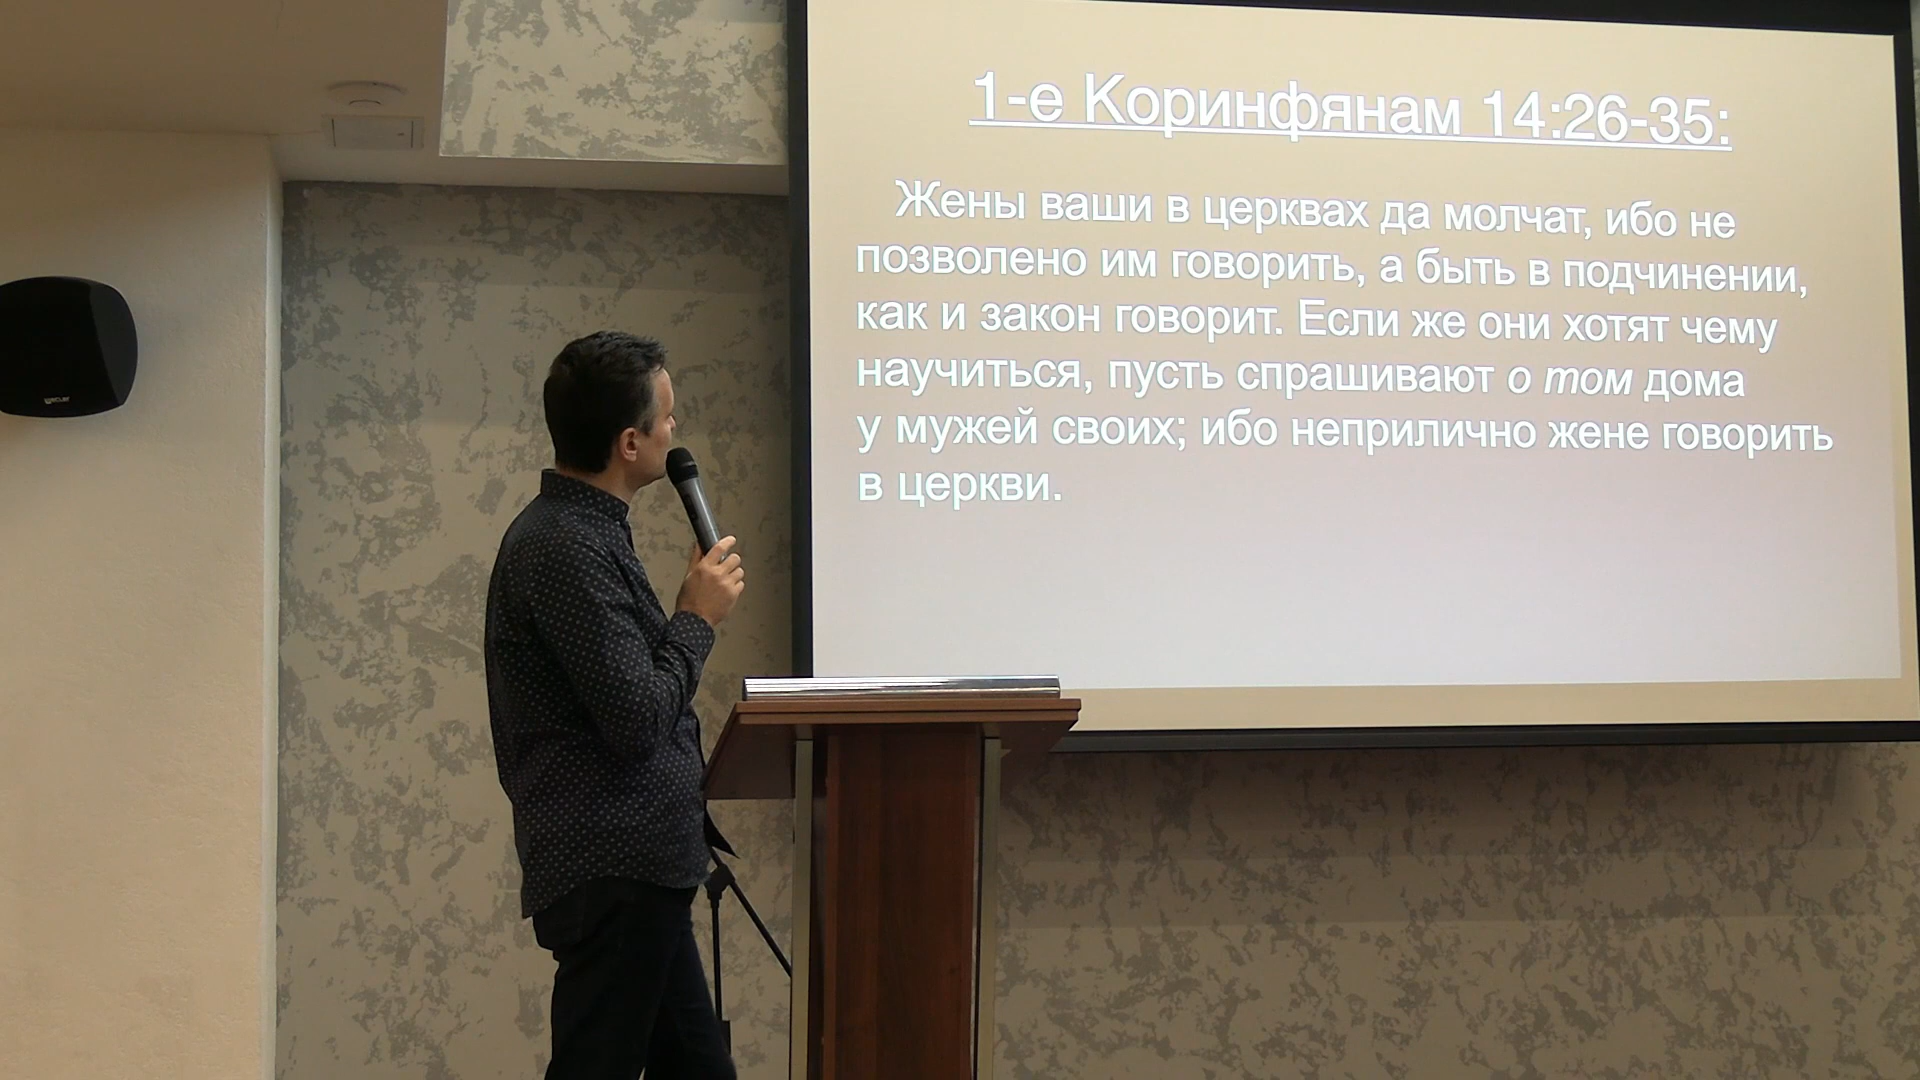 1-е Коринфянам 14:26-35:
Жены ваши в церквах да молчат, ибо не
позволено им говорить, а быть в подчинении,
как и закон говорит. Если же они хотят чему
научиться, пусть спрашивают о том дома
у мужей своих; ибо неприлично жене говорить
в церкви.